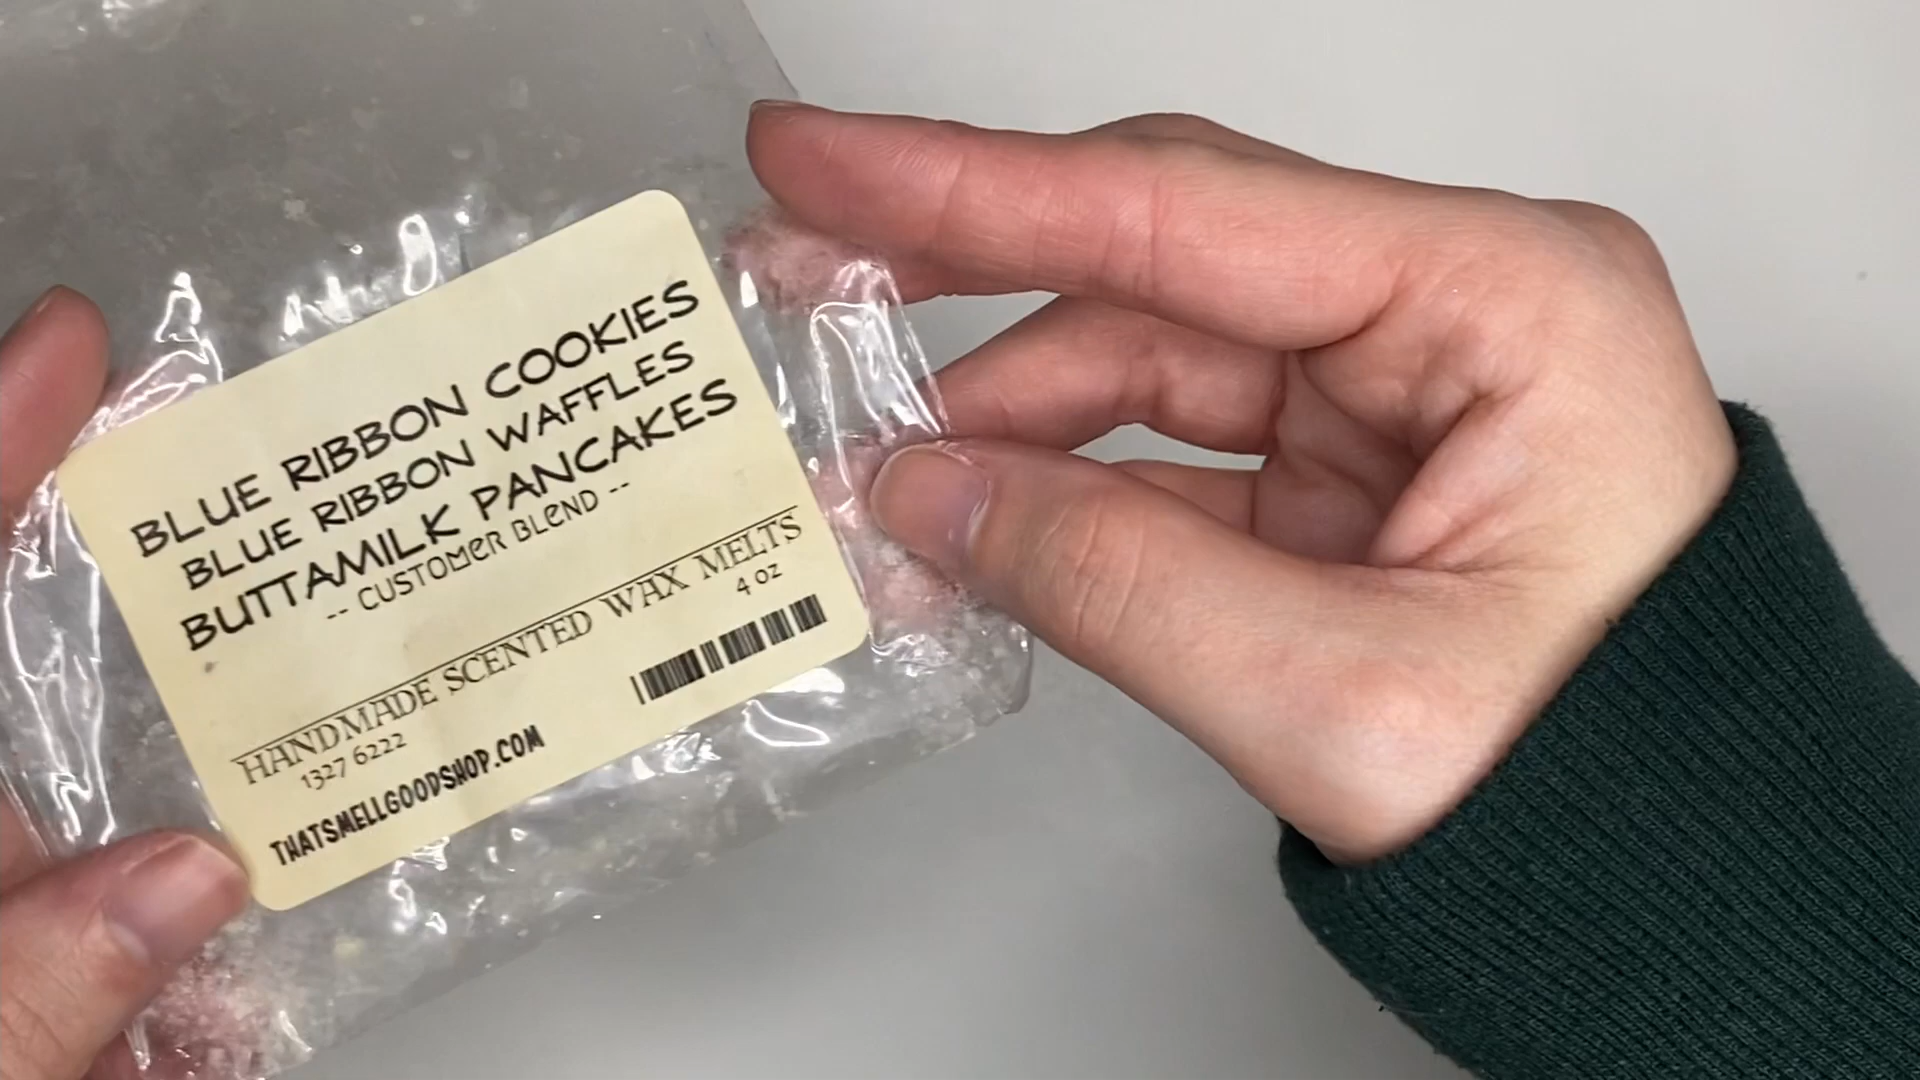 BLUE RIBBON COOKIES
BLUE RIBBON WAFFLES
BUTTAMILK PANCAKES
-- CUSTOMER BLEND --
HANDMADE SCENTED WAX MELTS
1327 6222
4 OZ
THATSMELLGOODSHOP.COM